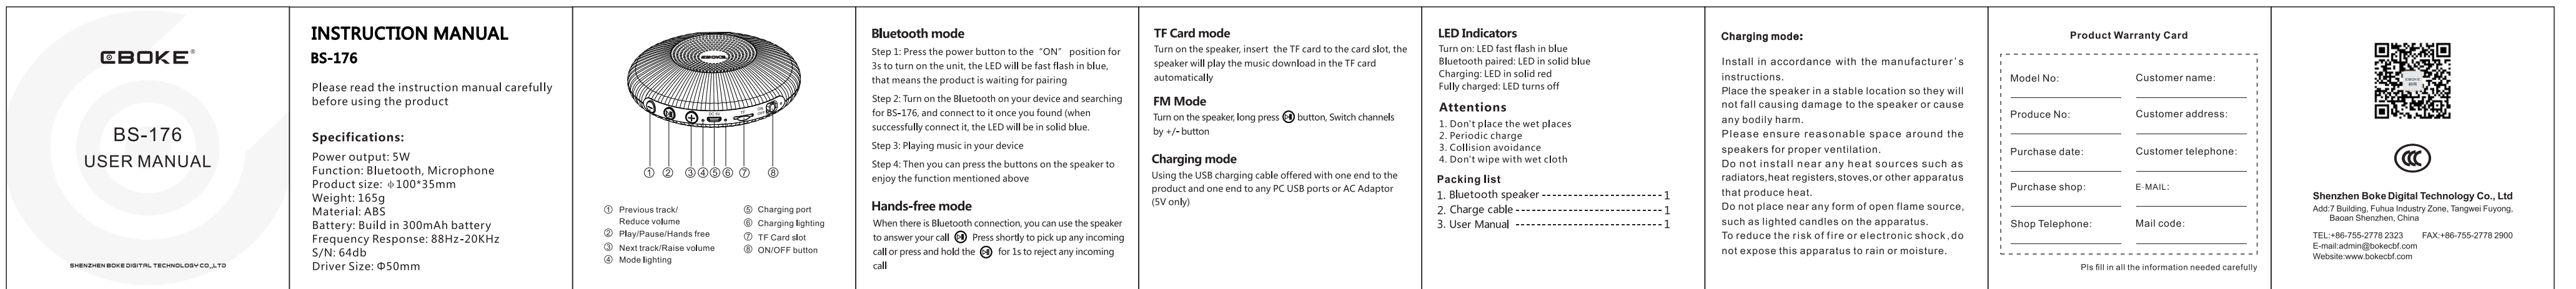 CBOKE®
BS-176
USER MANUAL
SHENZHEN BOKE DIGITAL TECHNOLOGY CO.,LTD
INSTRUCTION MANUAL
BS-176
Please read the instruction manual carefully
before using the product
Specifications:
Power output: 5W
Function: Bluetooth, Microphone
Product size: φ100*35mm
Weight: 165g
Material: ABS
Battery: Build in 300mAh battery
Frequency Response: 88Hz-20KHz
S/N: 64db
Driver Size: Φ50mm
ON
OFF
DC 5V
TF
① ② ③ ④ ⑤ ⑥ ⑦ ⑧
① Previous track/
Reduce volume
② Play/Pause/Hands free
③ Next track/Raise volume
④ Mode lighting
⑤ Charging port
⑥ Charging lighting
⑦ TF Card slot
⑧ ON/OFF button
Bluetooth mode
Step 1: Press the power button to the “ON” position for
3s to turn on the unit, the LED will be fast flash in blue,
that means the product is waiting for pairing
Step 2: Turn on the Bluetooth on your device and searching
for BS-176, and connect to it once you found (when
successfully connect it, the LED will be in solid blue.
Step 3: Playing music in your device
Step 4: Then you can press the buttons on the speaker to
enjoy the function mentioned above
Hands-free mode
When there is Bluetooth connection, you can use the speaker
to answer your call Press shortly to pick up any incoming
call or press and hold the for 1s to reject any incoming
call
TF Card mode
Turn on the speaker, insert the TF card to the card slot, the
speaker will play the music download in the TF card
automatically
FM Mode
Turn on the speaker, long press button, Switch channels
by +/- button
Charging mode
Using the USB charging cable offered with one end to the
product and one end to any PC USB ports or AC Adaptor
(5V only)
LED Indicators
Turn on: LED fast flash in blue
Bluetooth paired: LED in solid blue
Charging: LED in solid red
Fully charged: LED turns off
Attentions
1. Don't place the wet places
2. Periodic charge
3. Collision avoidance
4. Don't wipe with wet cloth
Packing list
1. Bluetooth speaker --------------------- 1
2. Charge cable -------------------------- 1
3. User Manual -------------------------- 1
Charging mode:
Install in accordance with the manufacturer's
instructions.
Place the speaker in a stable location so they will
not fall causing damage to the speaker or cause
any bodily harm.
Please ensure reasonable space around the
speakers for proper ventilation.
Do not install near any heat sources such as
radiators,heat registers,stoves,or other apparatus
that produce heat.
Do not place near any form of open flame source,
such as lighted candles on the apparatus.
To reduce the risk of fire or electronic shock,do
not expose this apparatus to rain or moisture.
Product Warranty Card
Model No:
Produce No:
Purchase date:
Purchase shop:
Shop Telephone:
Customer name:
Customer address:
Customer telephone:
E-MAIL:
Mail code:
Pls fill in all the information needed carefully
CCC
Shenzhen Boke Digital Technology Co., Ltd
Add:7 Building, Fuhua Industry Zone, Tangwei Fuyong,
Baoan Shenzhen, China
TEL:+86-755-2778 2323 FAX:+86-755-2778 2900
E-mail:admin@bokecbf.com
Website:www.bokecbf.com